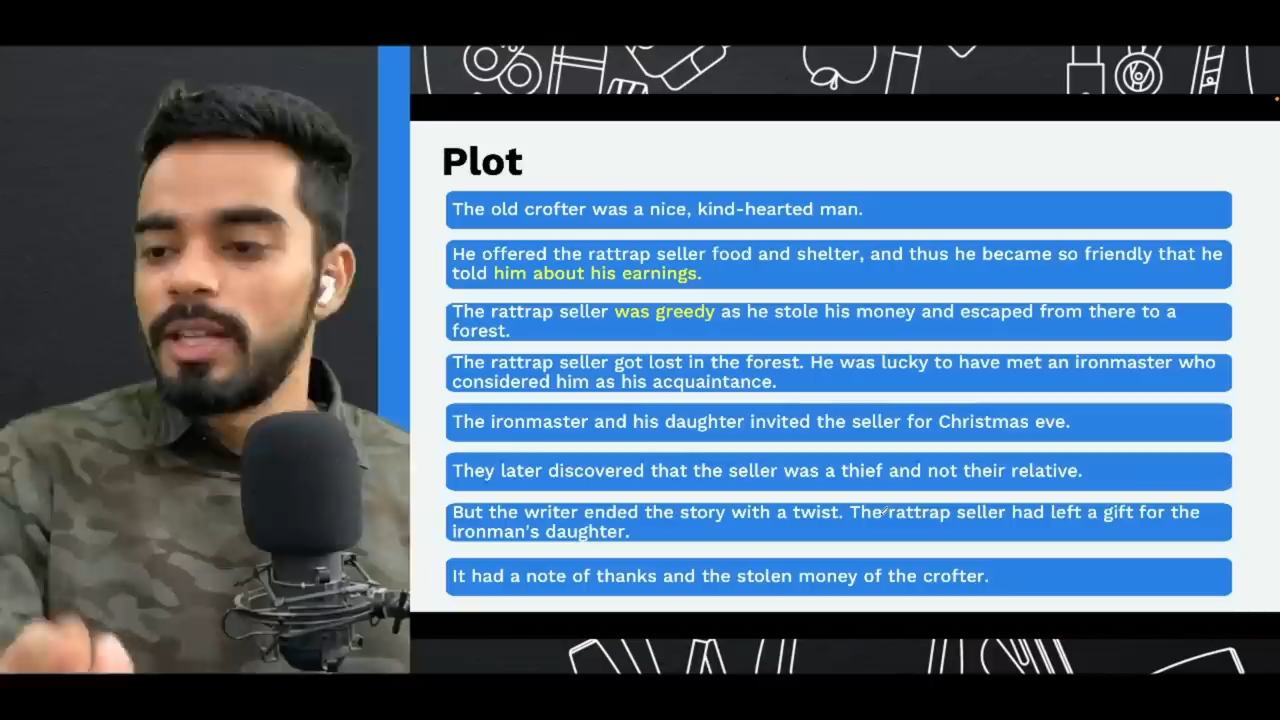 Plot
The old crofter was a nice, kind-hearted man.
He offered the rattrap seller food and shelter, and thus he became so friendly that he
told him about his earnings.
The rattrap seller was greedy as he stole his money and escaped from there to a
forest.
The rattrap seller got lost in the forest. He was lucky to have met an ironmaster who
considered him as his acquaintance.
The ironmaster and his daughter invited the seller for Christmas eve.
They later discovered that the seller was a thief and not their relative.
But the writer ended the story with a twist. The rattrap seller had left a gift for the
ironman's daughter.
It had a note of thanks and the stolen money of the crofter.